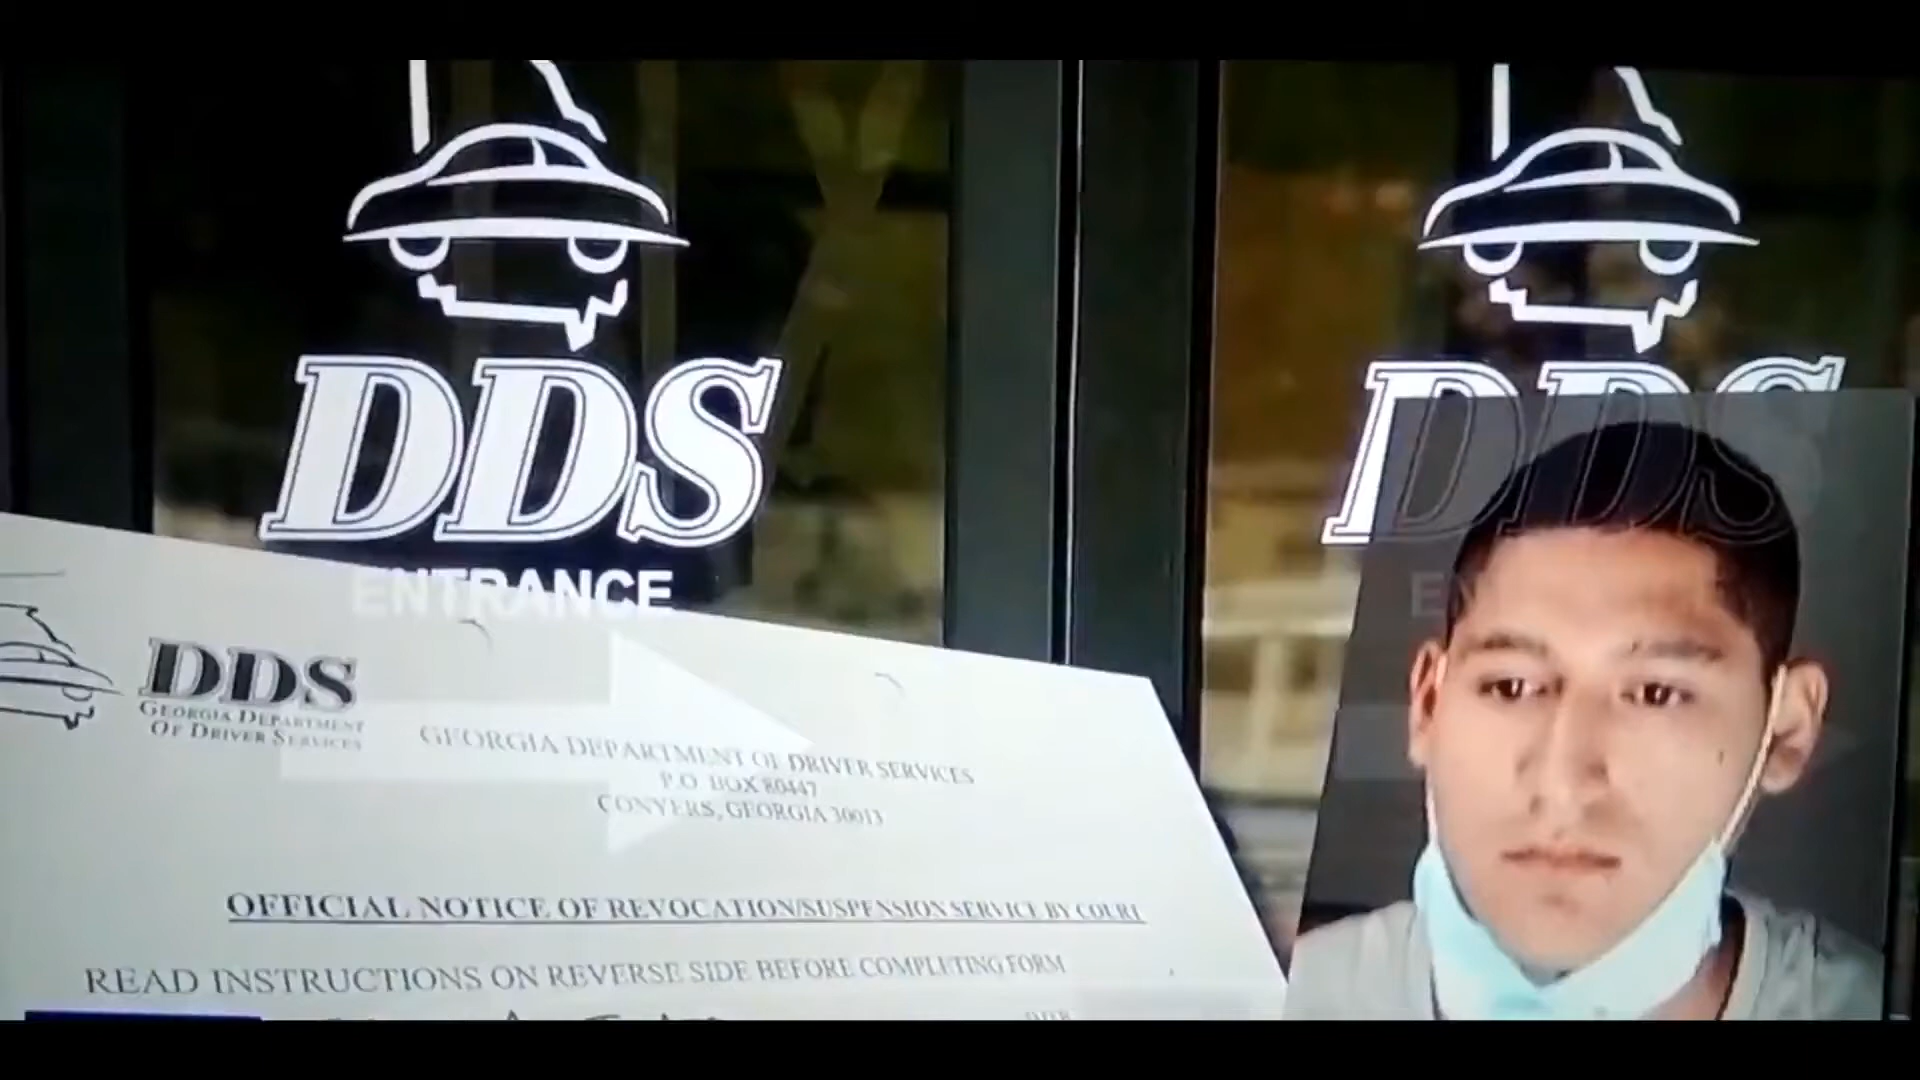 DDS
DDS
ENTRANCE
DDS
GEORGIA DEPARTMENT
OF DRIVER SERVICES
GEORGIA DEPARTMENT OF DRIVER SERVICES
P.O. BOX 80447
CONYERS, GEORGIA 30013
OFFICIAL NOTICE OF REVOCATION/SUSPENSION SERVICE BY COURT
READ INSTRUCTIONS ON REVERSE SIDE BEFORE COMPLETING FORM